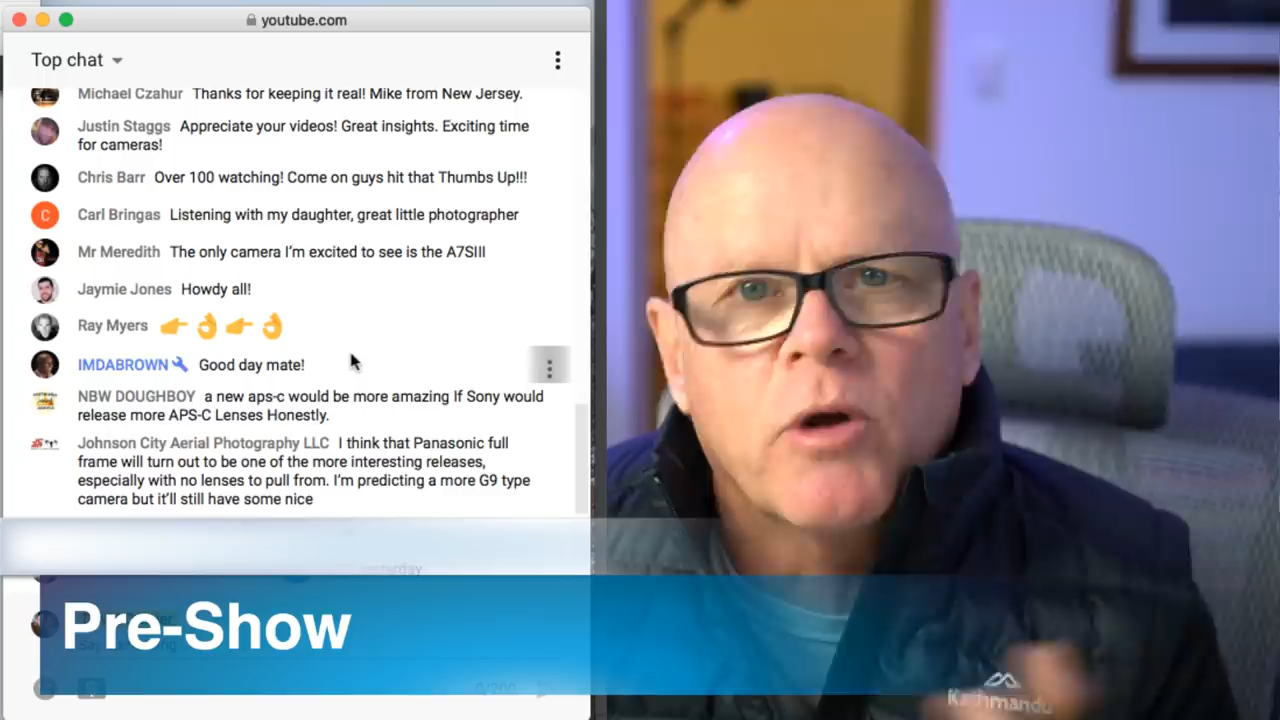 youtube.com
Top chat
Michael Czahur Thanks for keeping it real! Mike from New Jersey.
Justin Staggs Appreciate your videos! Great insights. Exciting time
for cameras!
Chris Barr Over 100 watching! Come on guys hit that Thumbs Up!!!
C
Carl Bringas Listening with my daughter, great little photographer
Mr Meredith The only camera I'm excited to see is the A7SIII
Jaymie Jones Howdy all!
Ray Myers 👉👌👉👌
IMDABROWN Good day mate!
NBW DOUGHBOY a new aps-c would be more amazing If Sony would
release more APS-C Lenses Honestly.
Johnson City Aerial Photography LLC I think that Panasonic full
frame will turn out to be one of the more interesting releases,
especially with no lenses to pull from. I'm predicting a more G9 type
camera but it'll still have some nice
Pre-Show
0/200
Kathmandu